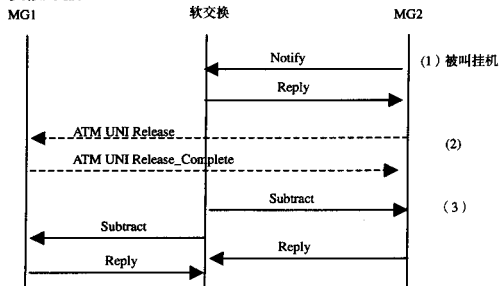 MG1 软交换 MG2
Notify (1)被叫挂机
Reply
ATM UNI Release (2)
ATM UNI Release_Complete
Subtract (3)
Subtract
Reply
Reply